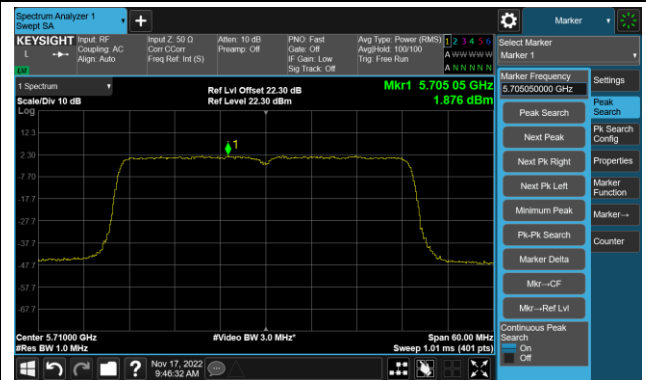 Spectrum Analyzer 1
Swept SA
Marker
KEYSIGHT
L
LXI
Input: RF
Coupling: AC
Align: Auto
Input Z: 50 Ω
Corr CCorr
Freq Ref: Int (S)
Atten: 10 dB
Preamp: Off
PNO: Fast
Gate: Off
IF Gain: Low
Sig Track: Off
Avg Type: Power (RMS)
Avg|Hold: 100/100
Trig: Free Run
1 2 3 4 5 6
A W W W W W
A N N N N N
Select Marker
Marker 1
1 Spectrum
Scale/Div 10 dB
Log
Ref Lvl Offset 22.30 dB
Ref Level 22.30 dBm
Mkr1 5.705 05 GHz
1.876 dBm
12.3
2.30
-7.70
-17.7
-27.7
-37.7
-47.7
-57.7
-67.7
1
Center 5.71000 GHz
#Res BW 1.0 MHz
#Video BW 3.0 MHz*
Span 60.00 MHz
Sweep 1.01 ms (401 pts)
Marker Frequency
5.705050000 GHz
Peak Search
Next Peak
Next Pk Right
Next Pk Left
Minimum Peak
Pk-Pk Search
Marker Delta
Mkr→CF
Mkr→Ref Lvl
Continuous Peak
Search
On
Off
Settings
Peak
Search
Pk Search
Config
Properties
Marker
Function
Marker→
Counter
?
Nov 17, 2022
9:46:32 AM